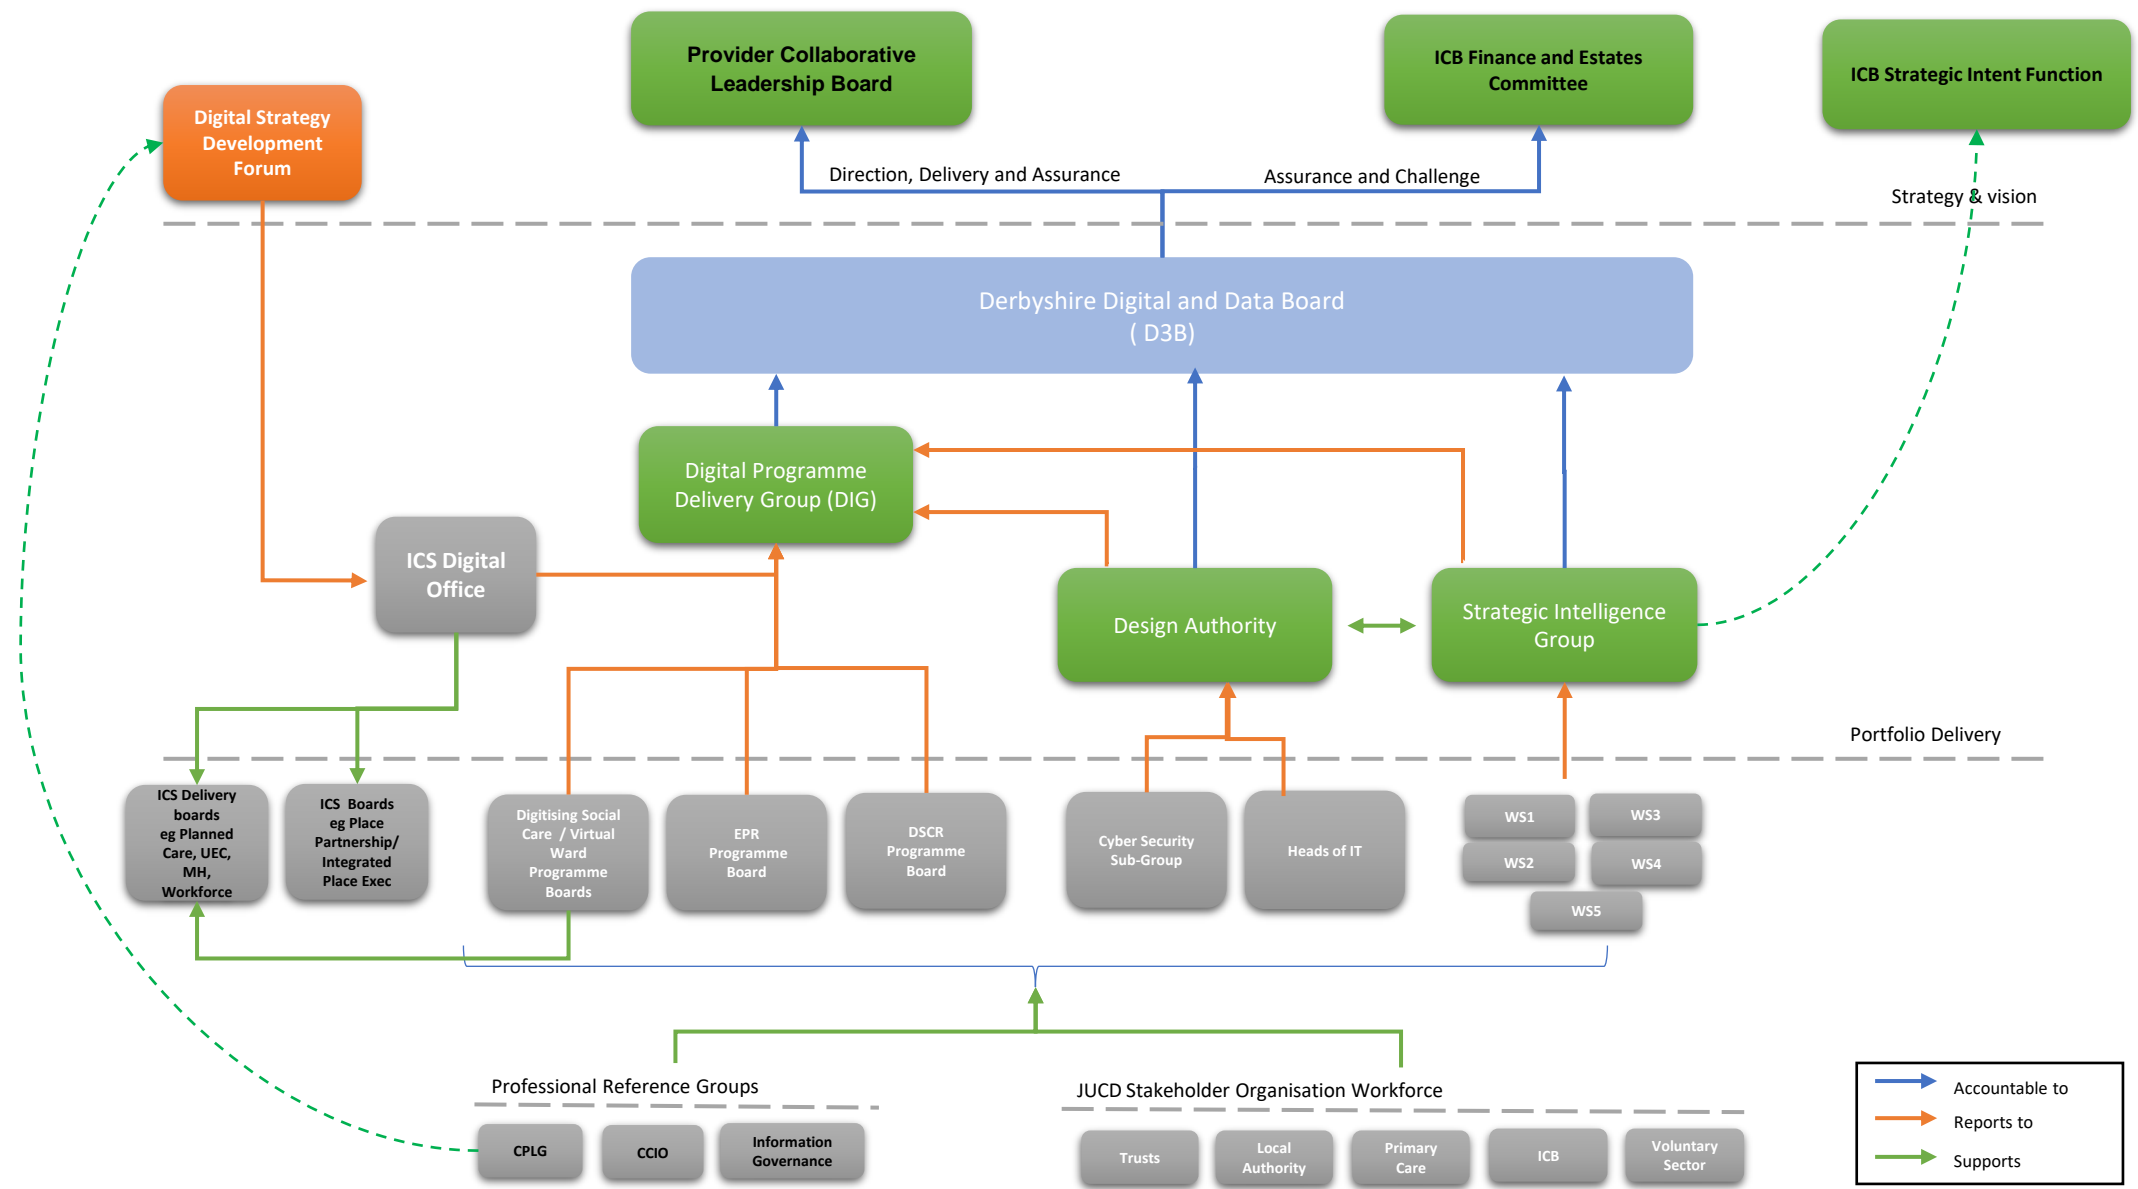 Provider Collaborative
Leadership Board
ICB Finance and Estates
Committee
ICB Strategic Intent Function
Digital Strategy
Development
Forum
Direction, Delivery and Assurance
Assurance and Challenge
Strategy & vision
Derbyshire Digital and Data Board
( D3B)
Digital Programme
Delivery Group (DIG)
ICS Digital
Office
Design Authority
Strategic Intelligence
Group
Portfolio Delivery
ICS Delivery
boards
eg Planned
Care, UEC,
MH,
Workforce
ICS Boards
eg Place
Partnership/
Integrated
Place Exec
Digitising Social
Care / Virtual
Ward
Programme
Boards
EPR
Programme
Board
DSCR
Programme
Board
Cyber Security
Sub-Group
Heads of IT
WS1
WS3
WS2
WS4
WS5
Professional Reference Groups
JUCD Stakeholder Organisation Workforce
CPLG
CCIO
Information
Governance
Trusts
Local
Authority
Primary
Care
ICB
Voluntary
Sector
Accountable to
Reports to
Supports